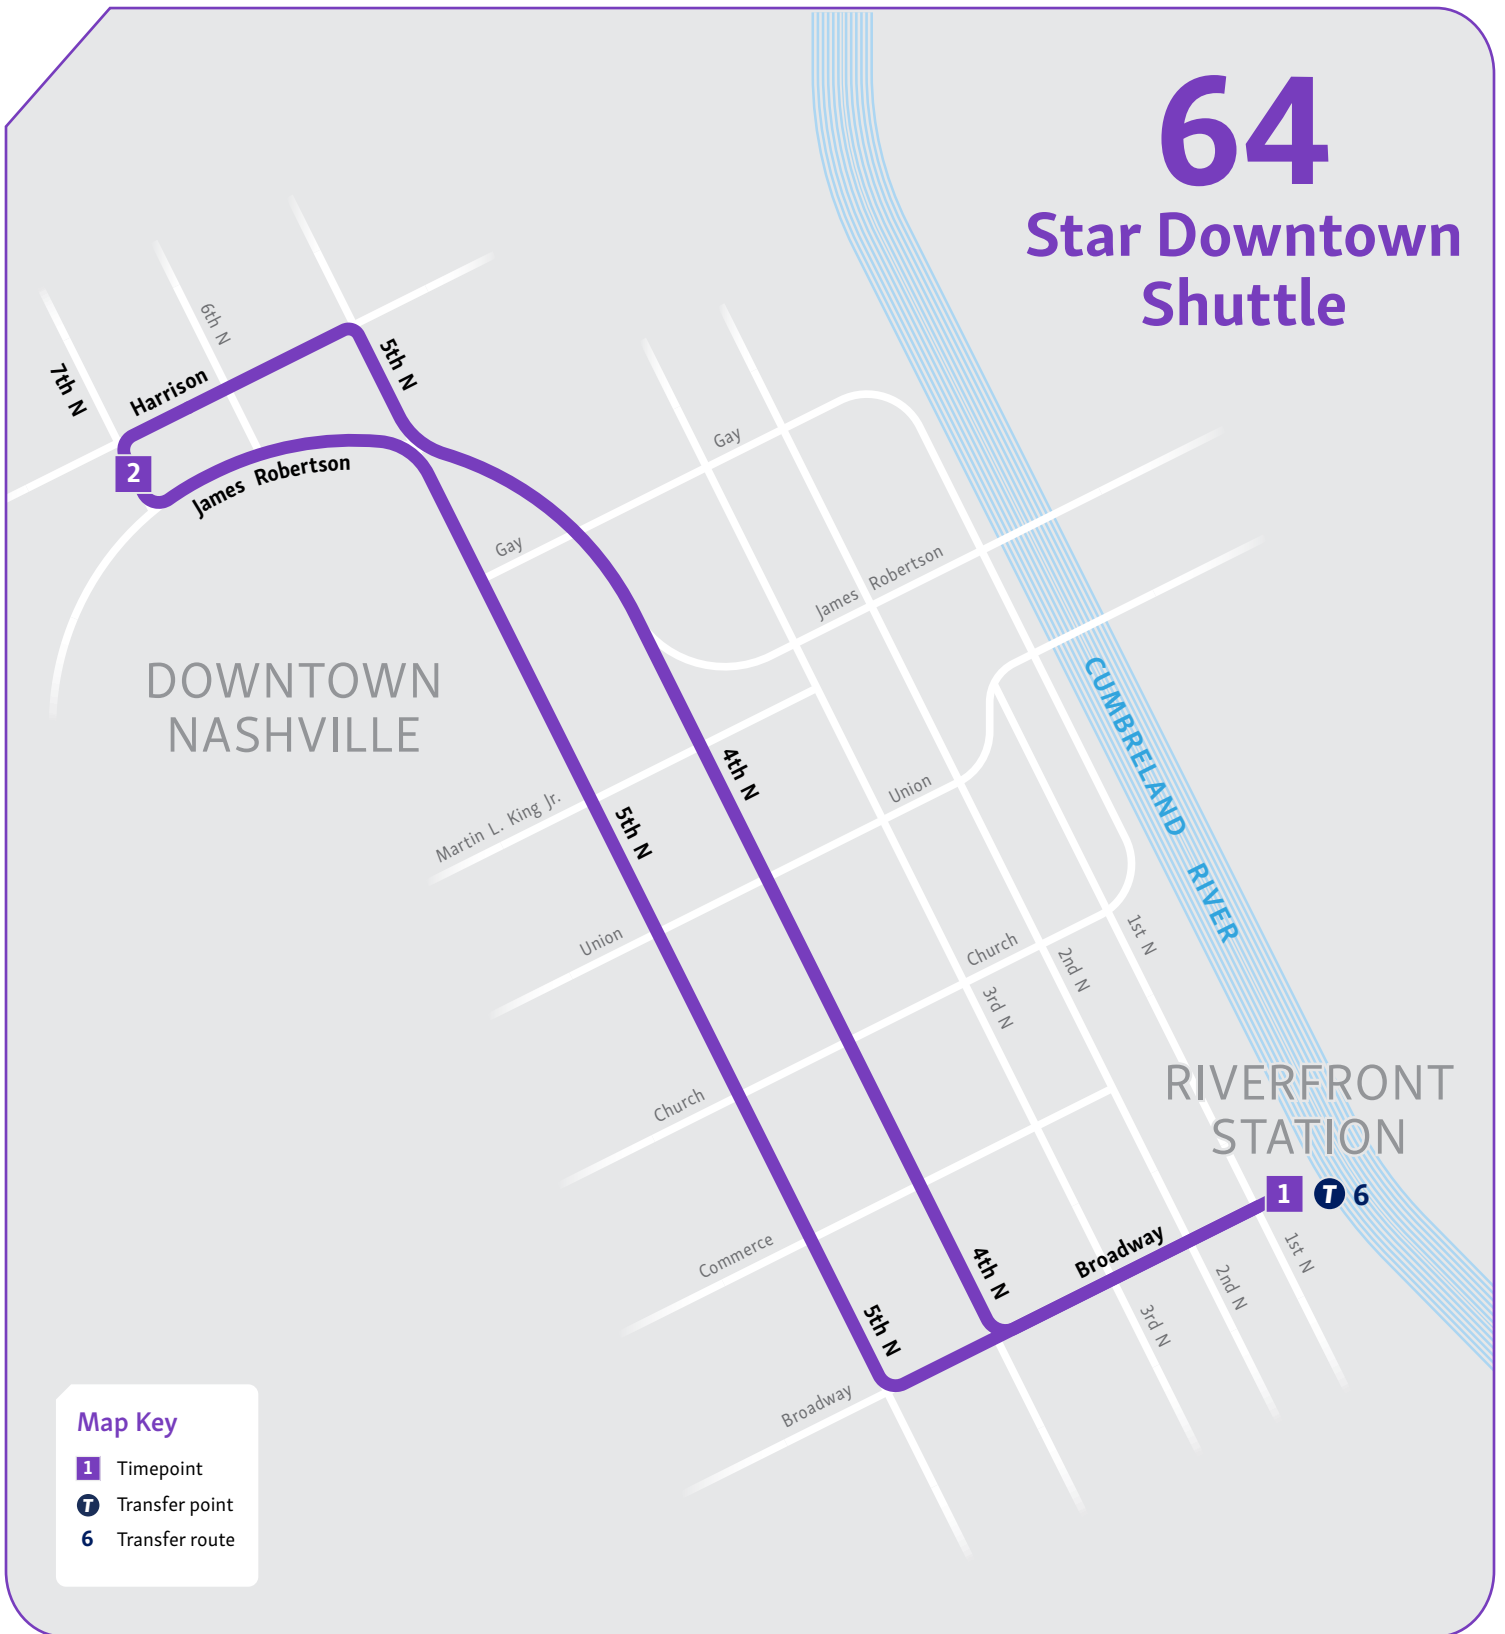 64
Star Downtown
Shuttle
6th N
5th N
7th N
Harrison
James Robertson
Gay
Gay
James Robertson
DOWNTOWN
NASHVILLE
CUMBRELAND RIVER
4th N
5th N
Martin L. King Jr.
Union
Union
Church
1st N
2nd N
3rd N
Church
RIVERFRONT
STATION
1 T 6
2
Commerce
4th N
Broadway
1st N
2nd N
3rd N
5th N
Broadway
Map Key
1 Timepoint
T Transfer point
6 Transfer route